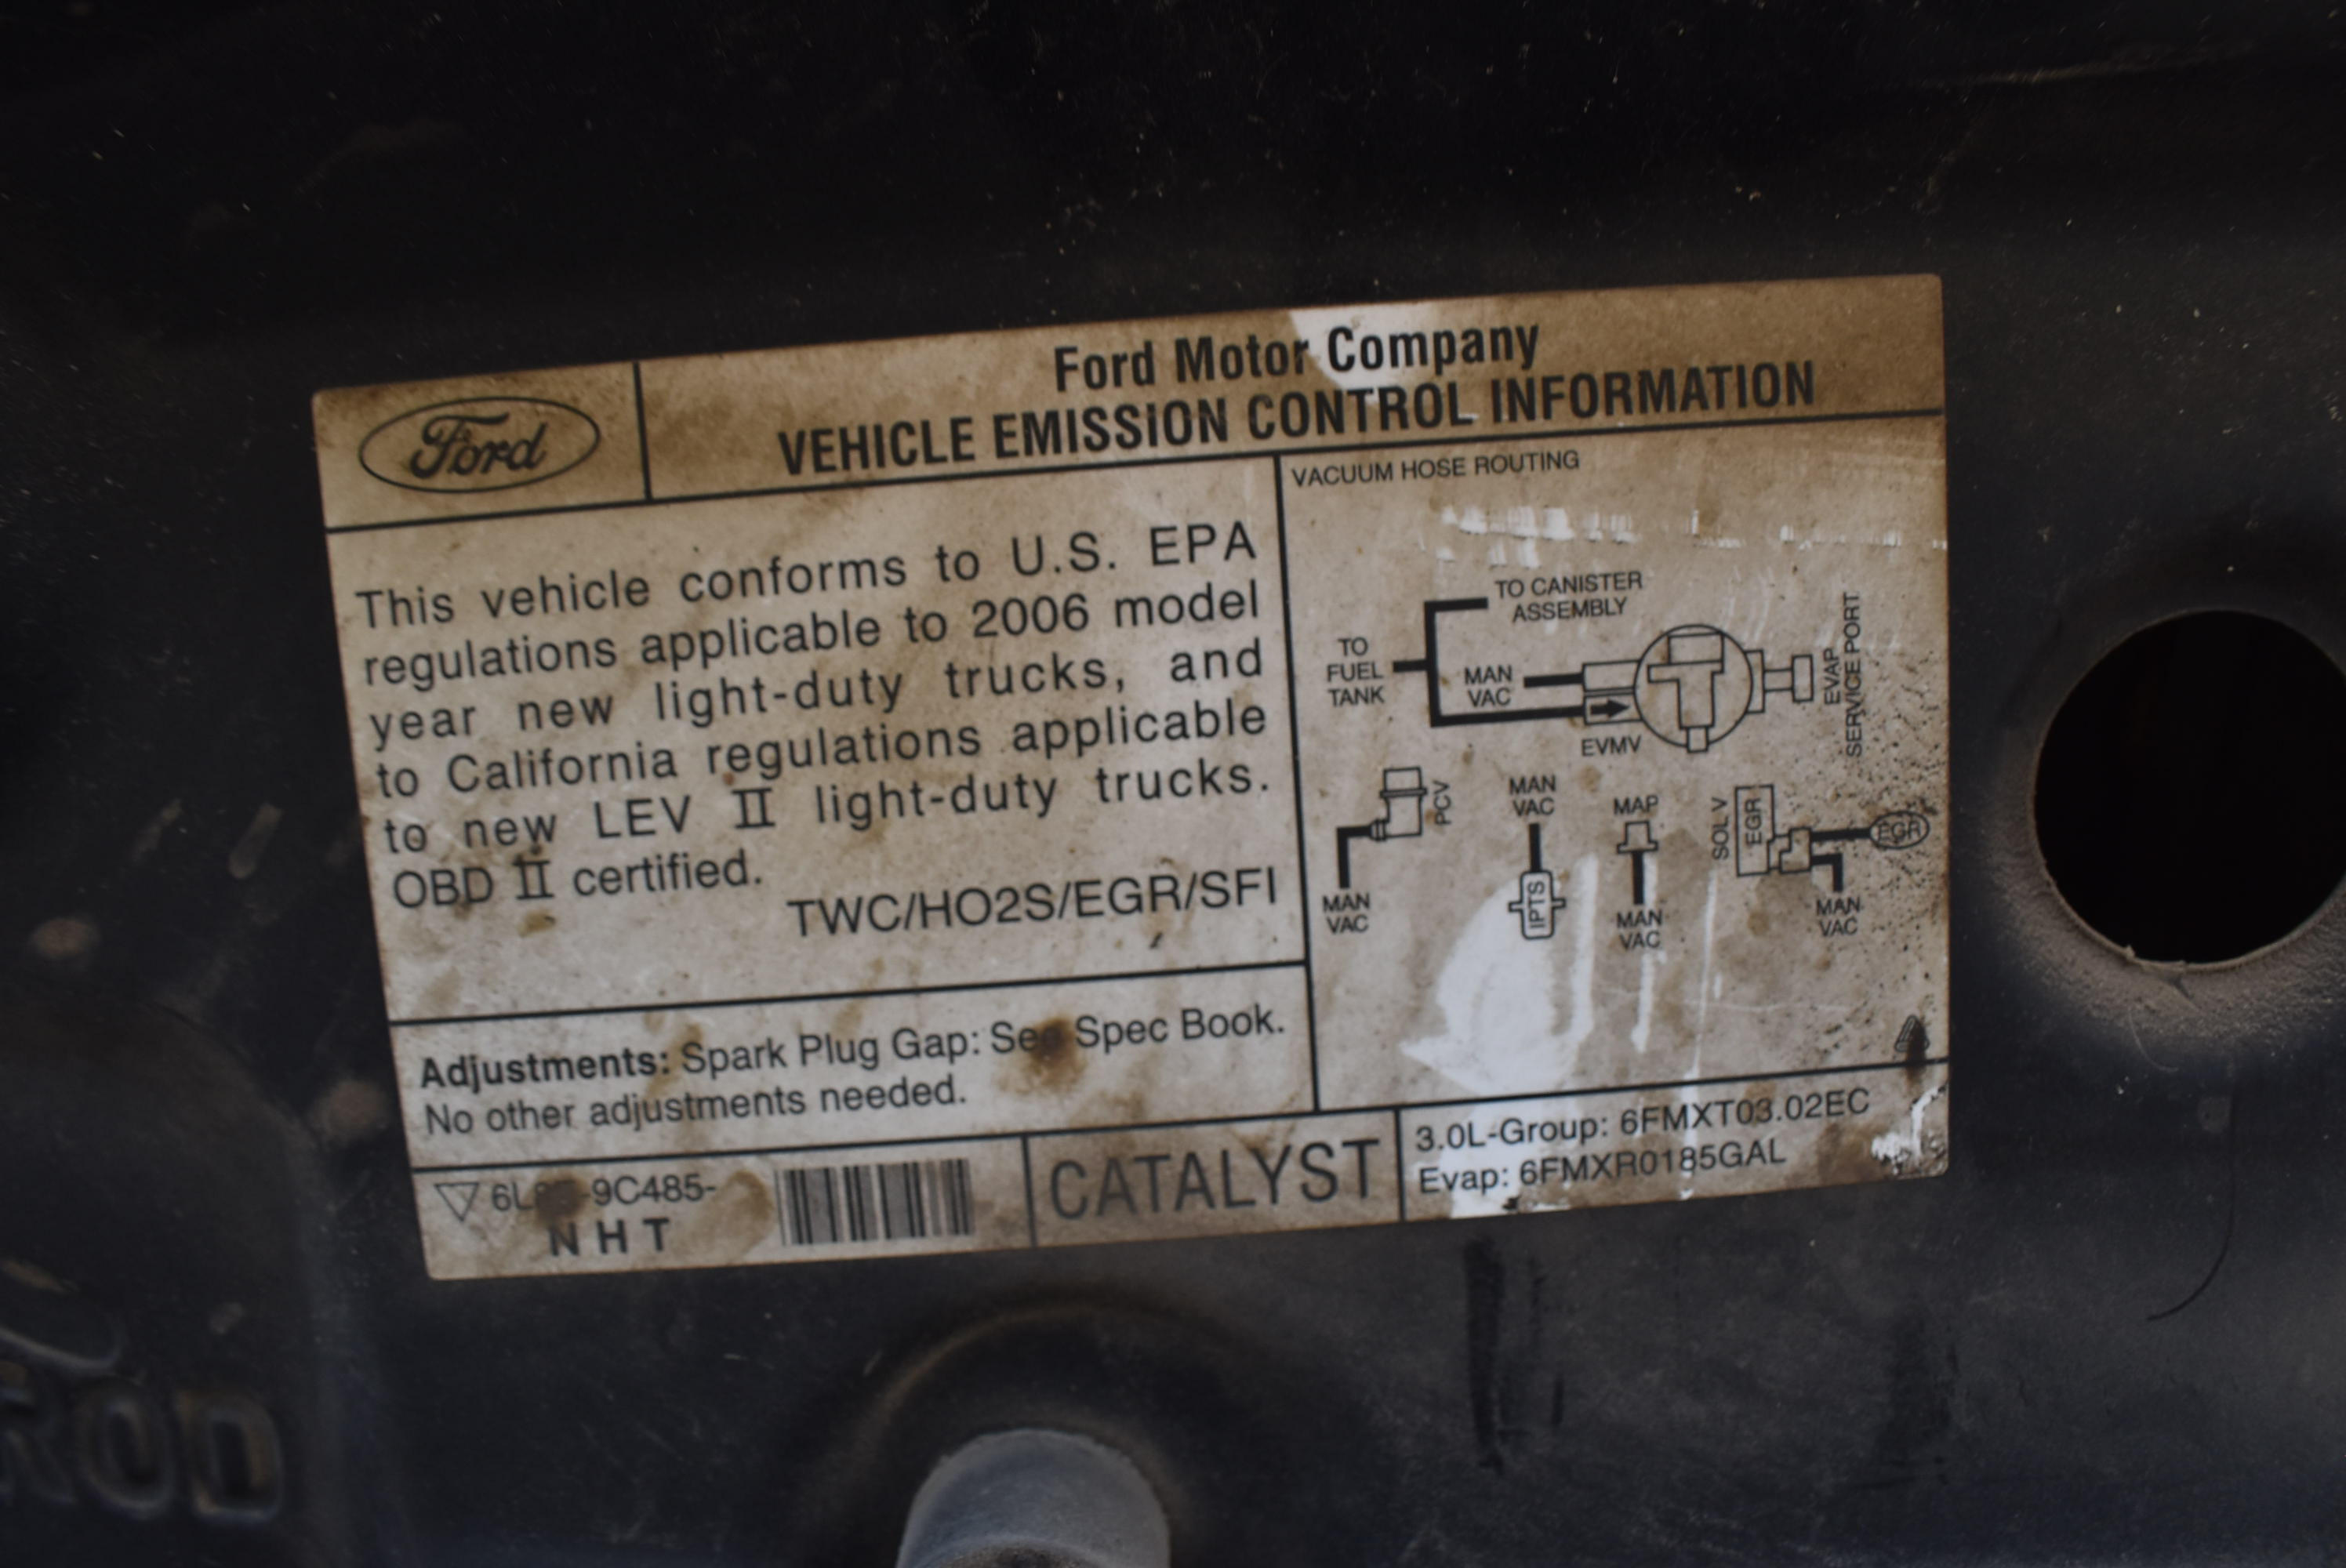 Ford
Ford Motor Company
VEHICLE EMISSION CONTROL INFORMATION
This vehicle conforms to U.S. EPA
regulations applicable to 2006 model
year new light-duty trucks, and
to California regulations applicable
to new LEV II light-duty trucks.
OBD II certified.
TWC/HO2S/EGR/SFI
Adjustments: Spark Plug Gap: See Spec Book.
No other adjustments needed.
9C485-
NHT
CATALYST
VACUUM HOSE ROUTING
TO CANISTER
ASSEMBLY
TO
FUEL
TANK
MAN
VAC
EVMV
EVAP
SERVICE PORT
PCV
MAN
VAC
MAN
VAC
IPTS
MAP
MAN
VAC
SOLV
EGR
EGR
MAN
VAC
3.0L-Group: 6FMXT03.02EC
Evap: 6FMXR0185GAL
ROD